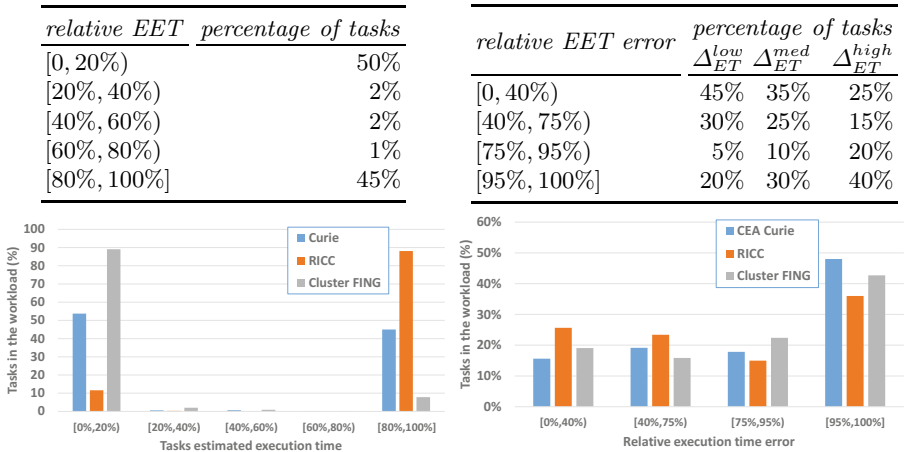 relative EET percentage of tasks
[0, 20%) 50%
[20%, 40%) 2%
[40%, 60%) 2%
[60%, 80%) 1%
[80%, 100%] 45%
relative EET error percentage of tasks
Δ^{low}_{ET} Δ^{med}_{ET} Δ^{high}_{ET}
[0, 40%) 45% 35% 25%
[40%, 75%) 30% 25% 15%
[75%, 95%) 5% 10% 20%
[95%, 100%] 20% 30% 40%
Tasks in the workload (%)
100
90
80
70
60
50
40
30
20
10
0
Curie
RICC
Cluster FING
[0%,20%) [20%,40%) [40%,60%) [60%,80%) [80%,100%]
Tasks estimated execution time
Tasks in the workload (%)
60%
50%
40%
30%
20%
10%
0%
CEA Curie
RICC
Cluster FING
[0%,40%) [40%,75%) [75%,95%) [95%,100%]
Relative execution time error